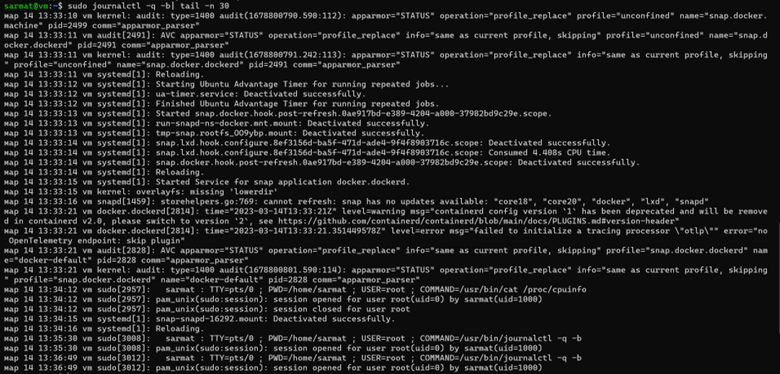 sarmat@vm:~$ sudo journalctl -q -b| tail -n 30
мар 14 13:33:10 vm kernel: audit: type=1400 audit(1678800790.590:112): apparmor="STATUS" operation="profile_replace" profile="unconfined" name="snap.docker.
machine" pid=2499 comm="apparmor_parser"
мар 14 13:33:11 vm audit[2491]: AVC apparmor="STATUS" operation="profile_replace" info="same as current profile, skipping" profile="unconfined" name="snap.d
ocker.dockerd" pid=2491 comm="apparmor_parser"
мар 14 13:33:11 vm kernel: audit: type=1400 audit(1678800791.242:113): apparmor="STATUS" operation="profile_replace" info="same as current profile, skipping
" profile="unconfined" name="snap.docker.dockerd" pid=2491 comm="apparmor_parser"
мар 14 13:33:11 vm systemd[1]: Reloading.
мар 14 13:33:12 vm systemd[1]: Starting Ubuntu Advantage Timer for running repeated jobs...
мар 14 13:33:12 vm systemd[1]: ua-timer.service: Deactivated successfully.
мар 14 13:33:12 vm systemd[1]: Finished Ubuntu Advantage Timer for running repeated jobs.
мар 14 13:33:13 vm systemd[1]: Started snap.docker.hook.post-refresh.0ae917bd-e389-4204-a000-37982bd9c29e.scope.
мар 14 13:33:13 vm systemd[1]: run-snapd-ns-docker.mnt.mount: Deactivated successfully.
мар 14 13:33:13 vm systemd[1]: tmp-snap.rootfs_OO9ybp.mount: Deactivated successfully.
мар 14 13:33:14 vm systemd[1]: snap.lxd.hook.configure.8ef3156d-ba5f-471d-ade4-9f4f8903716c.scope: Deactivated successfully.
мар 14 13:33:14 vm systemd[1]: snap.lxd.hook.configure.8ef3156d-ba5f-471d-ade4-9f4f8903716c.scope: Consumed 4.408s CPU time.
мар 14 13:33:14 vm systemd[1]: snap.docker.hook.post-refresh.0ae917bd-e389-4204-a000-37982bd9c29e.scope: Deactivated successfully.
мар 14 13:33:14 vm systemd[1]: Reloading.
мар 14 13:33:15 vm systemd[1]: Started Service for snap application docker.dockerd.
мар 14 13:33:15 vm kernel: overlayfs: missing 'lowerdir'
мар 14 13:33:16 vm snapd[1459]: storehelpers.go:769: cannot refresh: snap has no updates available: "core18", "core20", "docker", "lxd", "snapd"
мар 14 13:33:21 vm docker.dockerd[2814]: time="2023-03-14T13:33:21Z" level=warning msg="containerd config version `1` has been deprecated and will be remove
d in containerd v2.0, please switch to version `2`, see https://github.com/containerd/containerd/blob/main/docs/PLUGINS.md#version-header"
мар 14 13:33:21 vm docker.dockerd[2814]: time="2023-03-14T13:33:21.351449578Z" level=error msg="failed to initialize a tracing processor \"otlp\"" error="no
 OpenTelemetry endpoint: skip plugin"
мар 14 13:33:21 vm audit[2828]: AVC apparmor="STATUS" operation="profile_replace" info="same as current profile, skipping" profile="snap.docker.dockerd" nam
e="docker-default" pid=2828 comm="apparmor_parser"
мар 14 13:33:21 vm kernel: audit: type=1400 audit(1678800801.590:114): apparmor="STATUS" operation="profile_replace" info="same as current profile, skipping
" profile="snap.docker.dockerd" name="docker-default" pid=2828 comm="apparmor_parser"
мар 14 13:34:12 vm sudo[2957]:   sarmat : TTY=pts/0 ; PWD=/home/sarmat ; USER=root ; COMMAND=/usr/bin/cat /proc/cpuinfo
мар 14 13:34:12 vm sudo[2957]: pam_unix(sudo:session): session opened for user root(uid=0) by sarmat(uid=1000)
мар 14 13:34:12 vm sudo[2957]: pam_unix(sudo:session): session closed for user root
мар 14 13:34:15 vm systemd[1]: snap-snapd-16292.mount: Deactivated successfully.
мар 14 13:34:16 vm systemd[1]: Reloading.
мар 14 13:35:30 vm sudo[3008]:   sarmat : TTY=pts/0 ; PWD=/home/sarmat ; USER=root ; COMMAND=/usr/bin/journalctl -q -b
мар 14 13:35:30 vm sudo[3008]: pam_unix(sudo:session): session opened for user root(uid=0) by sarmat(uid=1000)
мар 14 13:36:49 vm sudo[3012]:   sarmat : TTY=pts/0 ; PWD=/home/sarmat ; USER=root ; COMMAND=/usr/bin/journalctl -q -b
мар 14 13:36:49 vm sudo[3012]: pam_unix(sudo:session): session opened for user root(uid=0) by sarmat(uid=1000)